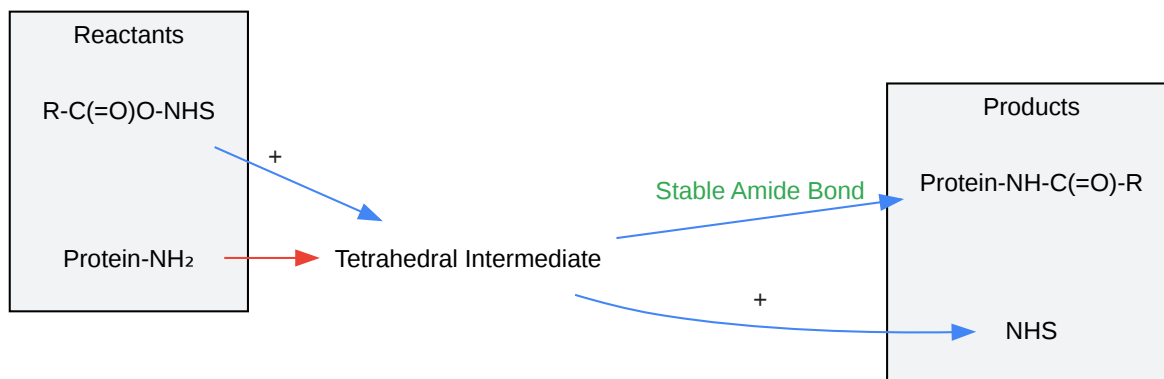 Reactants
R-C(=O)O-NHS
+
Protein-NH₂
Tetrahedral Intermediate
Stable Amide Bond
+
Products
Protein-NH-C(=O)-R
NHS